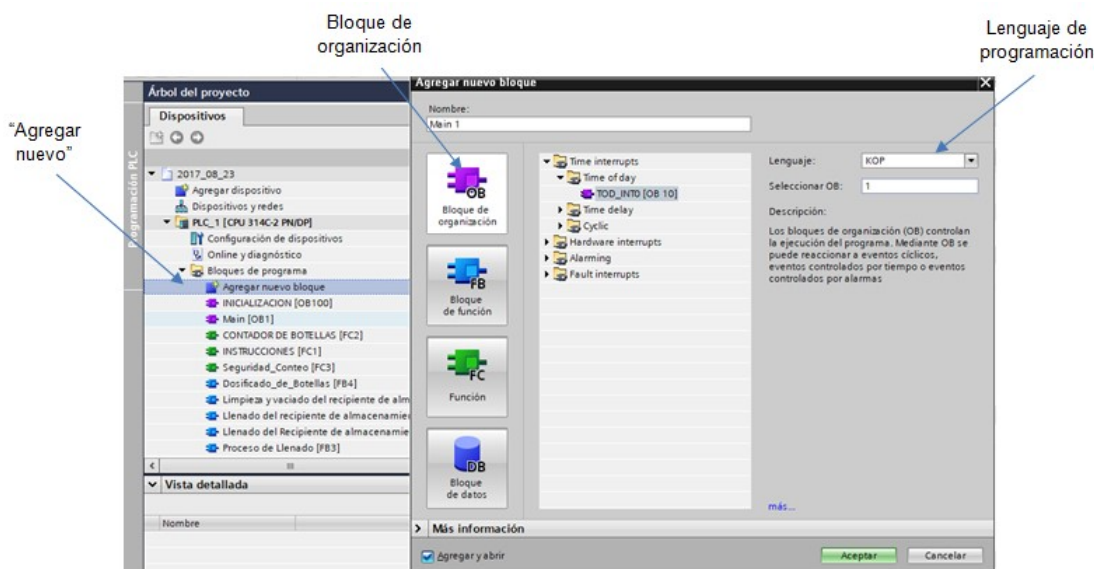 Bloque de
organización
Lenguaje de
programación
"Agregar
nuevo"
Programación PLC
Árbol del proyecto
Dispositivos
2017_08_23
Agregar dispositivo
Dispositivos y redes
PLC_1 [CPU 314C-2 PN/DP]
Configuración de dispositivos
Online y diagnóstico
Bloques de programa
Agregar nuevo bloque
INICIALIZACION [OB100]
Main [OB1]
CONTADOR DE BOTELLAS [FC2]
INSTRUCCIONES [FC1]
Seguridad_Conteo [FC3]
Dosificado_de_Botellas [FB4]
Limpieza y vaciado del recipiente de alm
Llenado del recipiente de almacenamie
Llenado del Recipiente de almacenamie
Proceso de Llenado [FB3]
Vista detallada
Nombre
Agregar nuevo bloque
Nombre:
Main 1
OB
Bloque de
organización
FB
Bloque
de función
FC
Función
DB
Bloque
de datos
Time interrupts
Time of day
TOD_INT0 [OB 10]
Time delay
Cyclic
Hardware interrupts
Alarming
Fault interrupts
Lenguaje: KOP
Seleccionar OB: 1
Descripción:
Los bloques de organización (OB) controlan
la ejecución del programa. Mediante OB se
puede reaccionar a eventos cíclicos,
eventos controlados por tiempo o eventos
controlados por alarmas
más...
Más información
Agregar y abrir
Aceptar
Cancelar